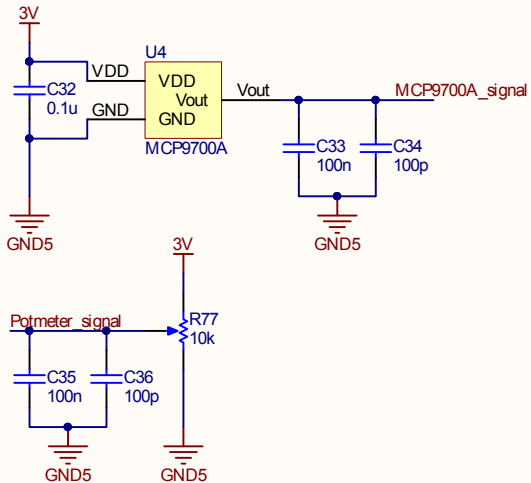 3V
U4
C32
0.1u
VDD
GND
VDD
Vout
GND
MCP9700A
Vout
MCP9700A_signal
C33
100n
C34
100p
GND5
GND5
3V
Potmeter_signal
R77
10k
C35
100n
C36
100p
GND5
GND5